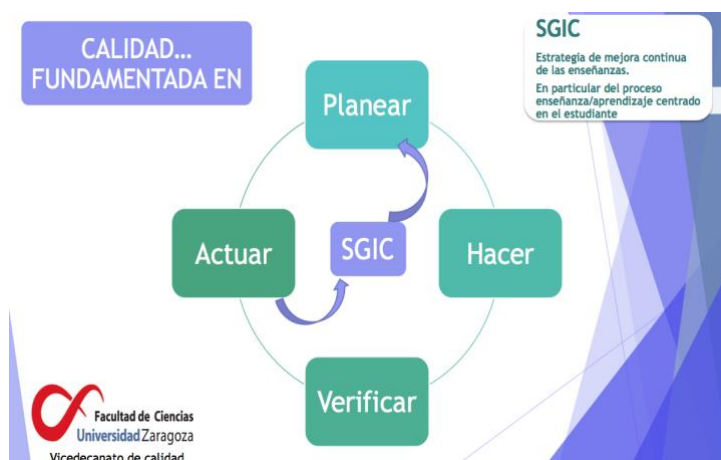 CALIDAD...
FUNDAMENTADA EN
SGIC
Estrategia de mejora continua
de las enseñanzas.
En particular del proceso
enseñanza/aprendizaje centrado
en el estudiante
Planear
Actuar
SGIC
Hacer
Verificar
Facultad de Ciencias
Universidad Zaragoza
Vicedecanato de calidad